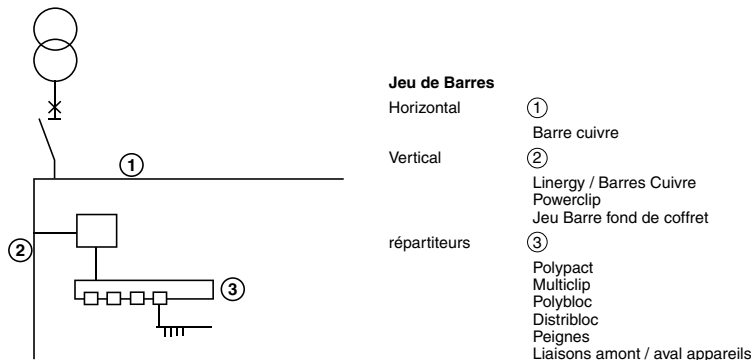 Jeu de Barres
Horizontal 1
Barre cuivre
Vertical 2
Linergy / Barres Cuivre
Powerclip
Jeu Barre fond de coffret
répartiteurs 3
Polypact
Multiclip
Polybloc
Distribloc
Peignes
Liaisons amont / aval appareils
1
2
3